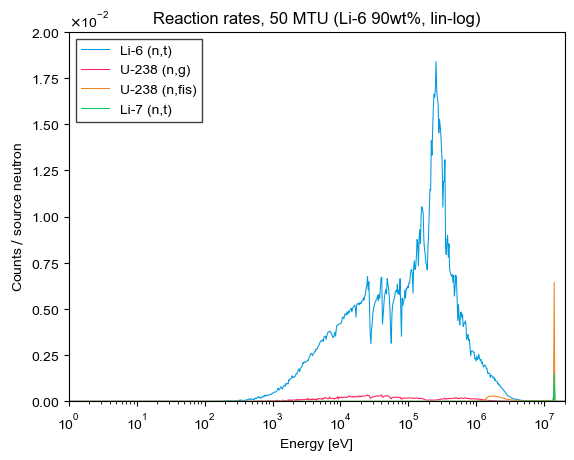 Reaction rates, 50 MTU (Li-6 90wt%, lin-log)
×10⁻²
2.00
1.75
1.50
1.25
1.00
0.75
0.50
0.25
0.00
Counts / source neutron
Li-6 (n,t)
U-238 (n,g)
U-238 (n,fis)
Li-7 (n,t)
10⁰ 10¹ 10² 10³ 10⁴ 10⁵ 10⁶ 10⁷
Energy [eV]